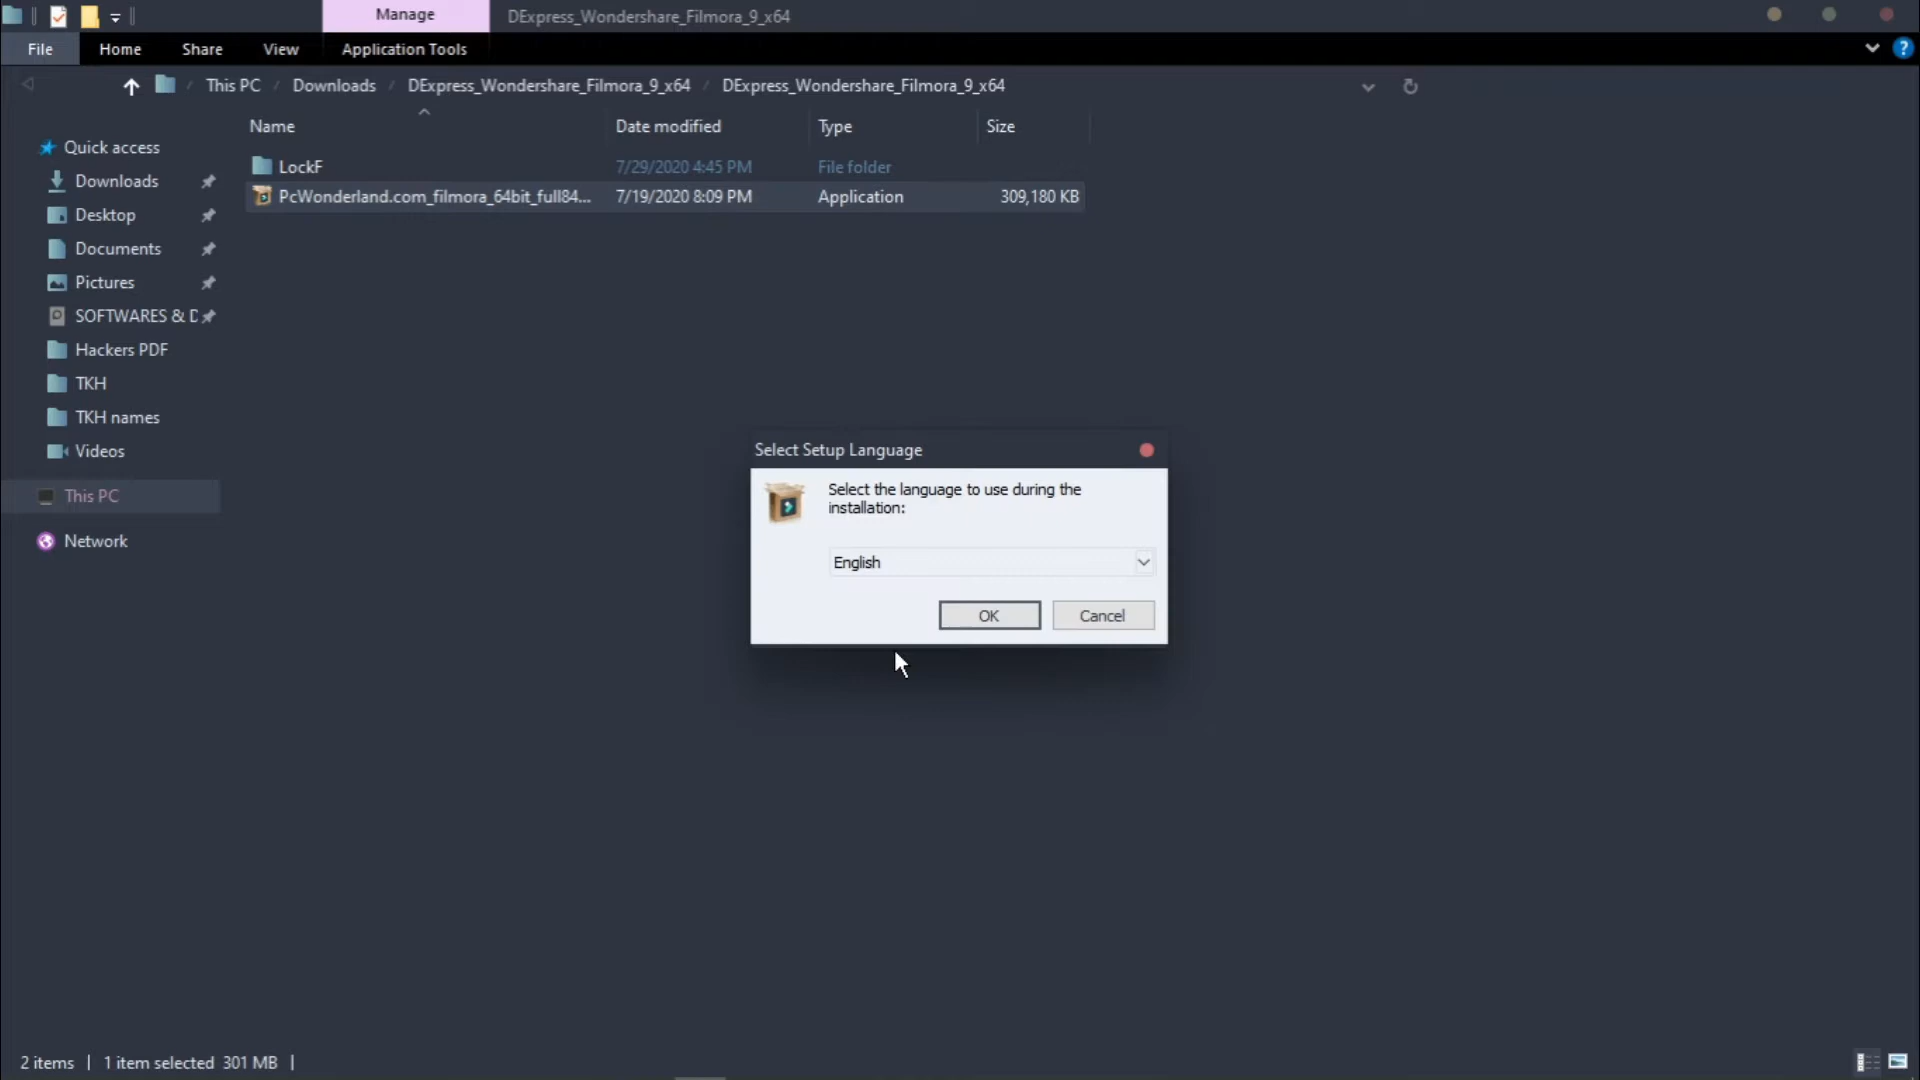 Manage
DExpress_Wondershare_Filmora_9_x64
File Home Share View Application Tools
?
This PC / Downloads / DExpress_Wondershare_Filmora_9_x64 / DExpress_Wondershare_Filmora_9_x64
Name Date modified Type Size
LockF 7/29/2020 4:45 PM File folder
PcWonderland.com_filmora_64bit_full84... 7/19/2020 8:09 PM Application 309,180 KB
Quick access
Downloads
Desktop
Documents
Pictures
SOFTWARES & D
Hackers PDF
TKH
TKH names
Videos
This PC
Network
Select Setup Language
Select the language to use during the
installation:
English
OK Cancel
2 items | 1 item selected 301 MB |